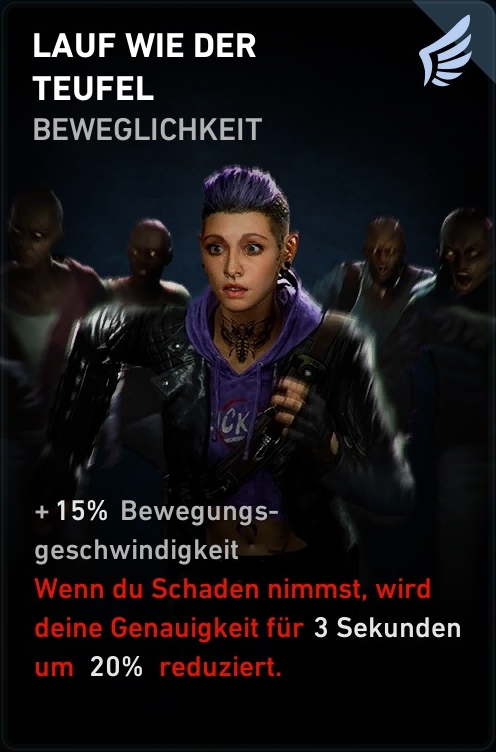 LAUF WIE DER
TEUFEL
BEWEGLICHKEIT
ICK
+15% Bewegungs-
geschwindigkeit
Wenn du Schaden nimmst, wird
deine Genauigkeit für 3 Sekunden
um 20% reduziert.